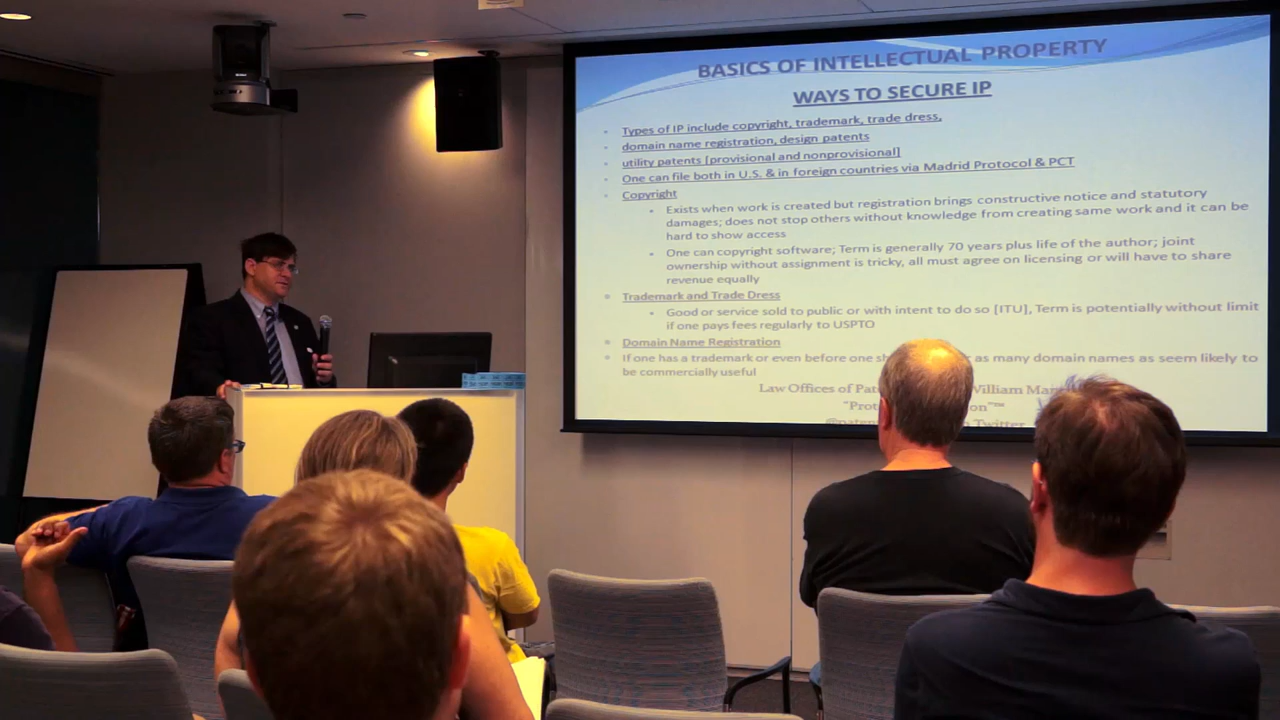 BASICS OF INTELLECTUAL PROPERTY
WAYS TO SECURE IP
Types of IP include copyright, trademark, trade dress,
domain name registration, design patents
utility patents [provisional and nonprovisional]
One can file both in U.S. & in foreign countries via Madrid Protocol & PCT
Copyright
Exists when work is created but registration brings constructive notice and statutory
damages; does not stop others without knowledge from creating same work and it can be
hard to show access
One can copyright software; Term is generally 70 years plus life of the author; joint
ownership without assignment is tricky, all must agree on licensing or will have to share
revenue equally
Trademark and Trade Dress
Good or service sold to public or with intent to do so [ITU], Term is potentially without limit
if one pays fees regularly to USPTO
Domain Name Registration
If one has a trademark or even before one as many domain names as seem likely to
be commercially useful
Law Offices of William
Twitter